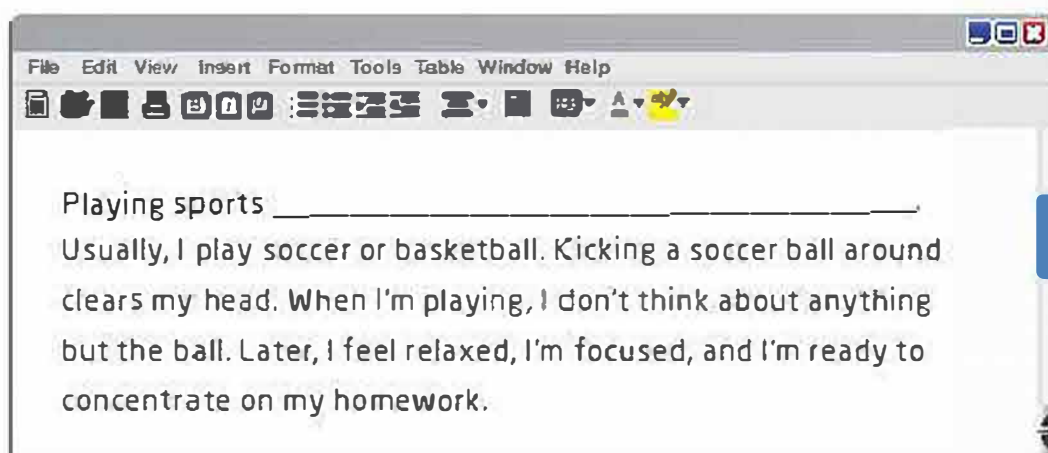 File Edit View Insert Format Tools Table Window Help
Playing sports ______________________________.
Usually, I play soccer or basketball. Kicking a soccer ball around
clears my head. When I'm playing, I don't think about anything
but the ball. Later, I feel relaxed, I'm focused, and I'm ready to
concentrate on my homework.